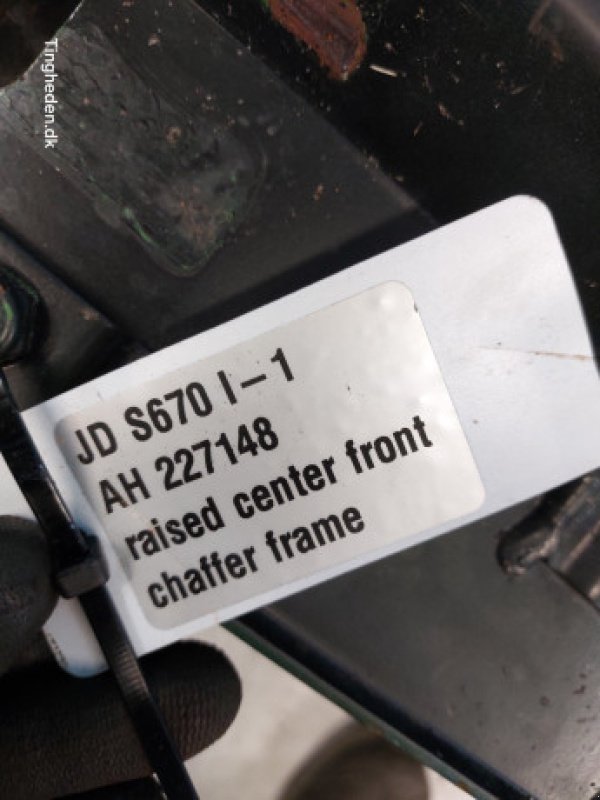 Tingheden.dk
JD S670 I-1
AH 227148
raised center front
chaffer frame